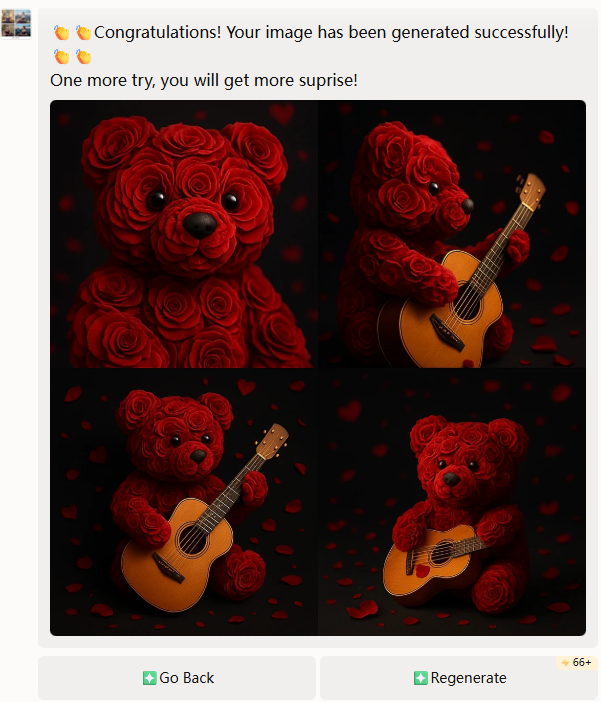 👏 👏Congratulations! Your image has been generated successfully!
👏 👏
One more try, you will get more suprise!
66+
Go Back
Regenerate